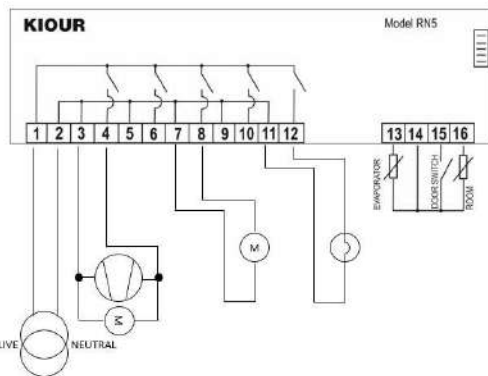 KIOUR
Model RN5
1 2 3 4 5 6 7 8 9 10 11 12
13 14 15 16
EVAPORATOR
DOOR SWITCH
ROOM
M
M
LIVE NEUTRAL